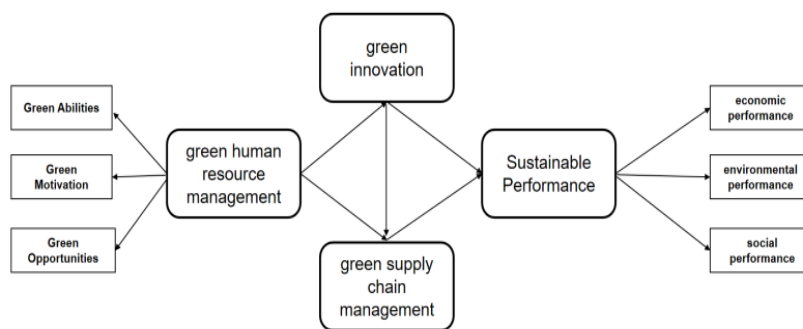 green
innovation
Green Abilities
Green
Motivation
Green
Opportunities
green human
resource
management
Sustainable
Performance
green supply
chain
management
economic
performance
environmental
performance
social
performance